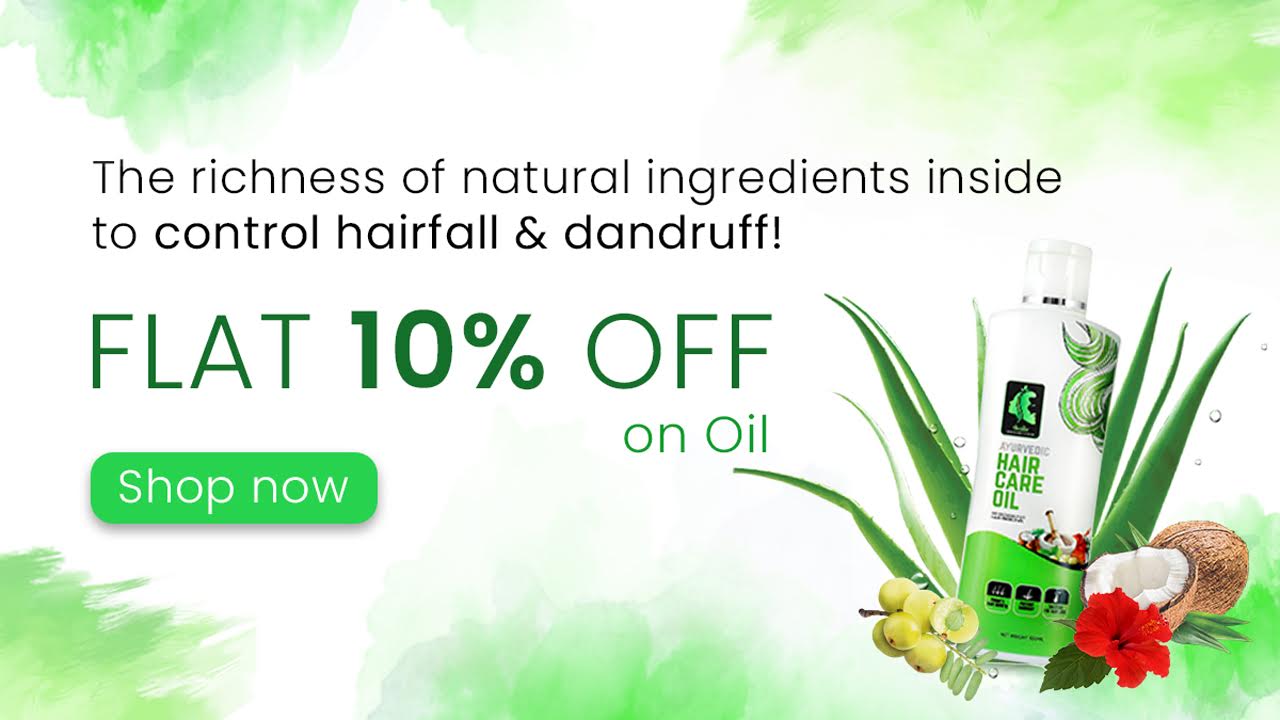 The richness of natural ingredients inside
to control hairfall & dandruff!
FLAT 10% OFF
on Oil
Shop now
AYURVEDIC
HAIR
CARE
OIL